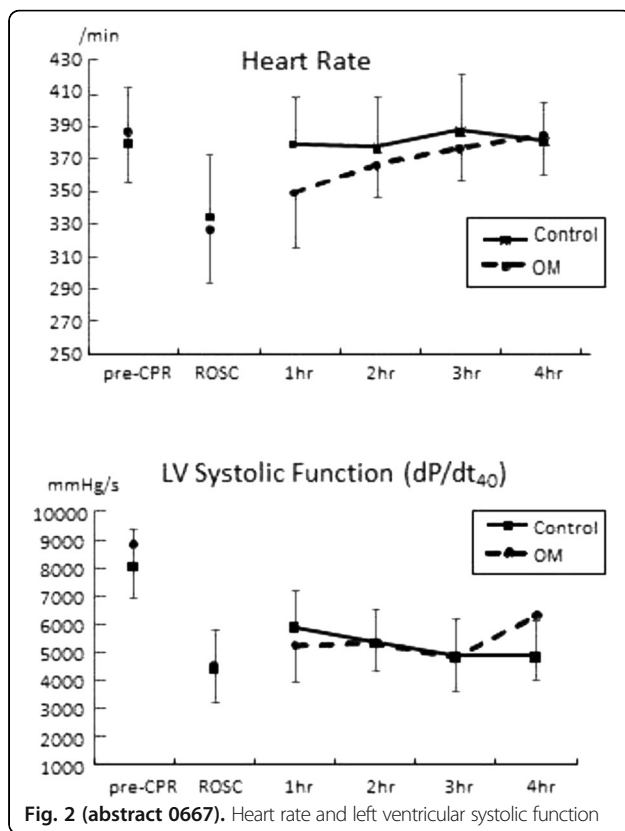 /min
Heart Rate
430
410
390
370
350
330
310
290
270
250
Control
OM
pre-CPR ROSC 1hr 2hr 3hr 4hr
LV Systolic Function (dP/dt40)
mmHg/s
10000
9000
8000
7000
6000
5000
4000
3000
2000
1000
Control
OM
pre-CPR ROSC 1hr 2hr 3hr 4hr
Fig. 2 (abstract 0667). Heart rate and left ventricular systolic function